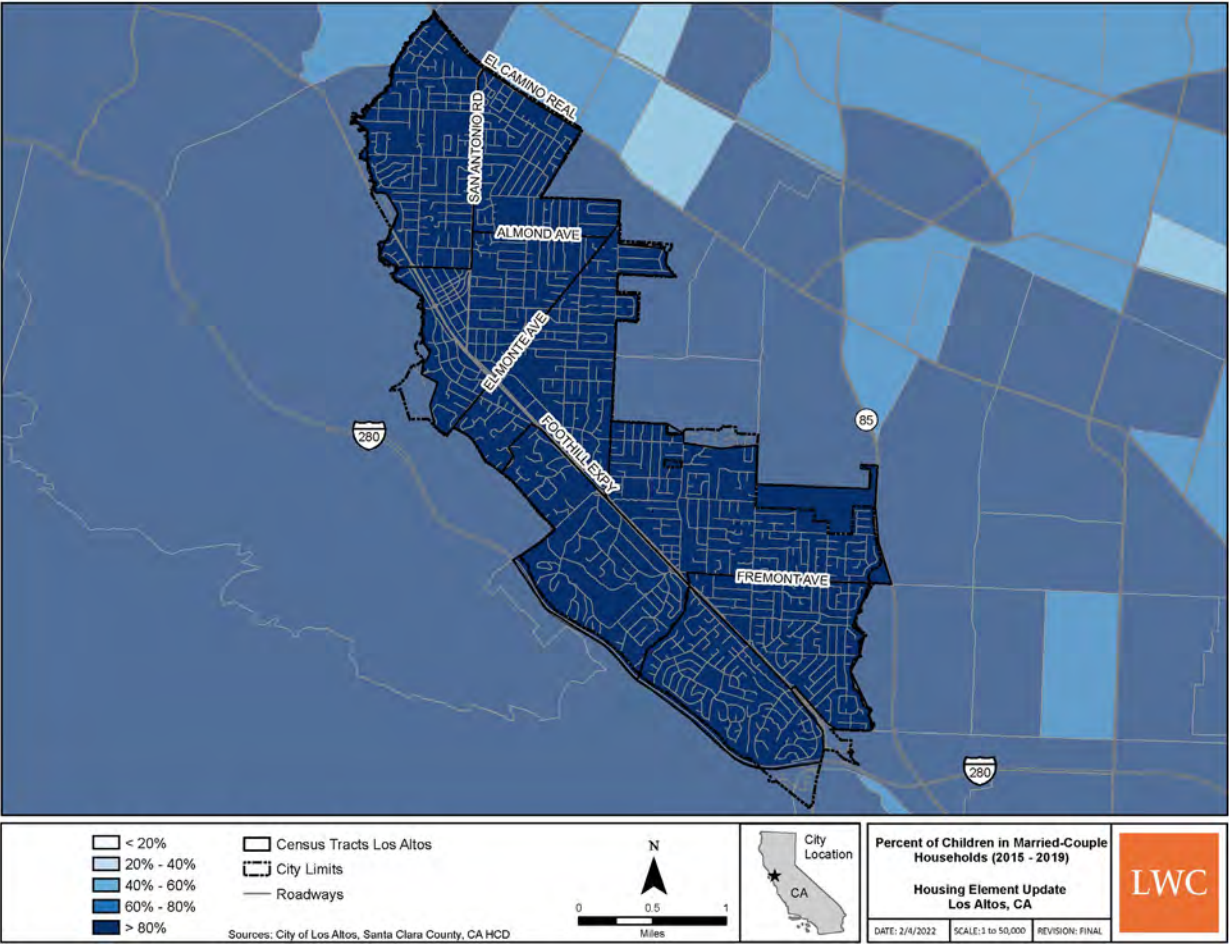 EL CAMINO REAL
SAN ANTONIO RD
ALMOND AVE
EL MONTE AVE
FOOTHILL EXPY
280
85
FREMONT AVE
280
< 20%
20% - 40%
40% - 60%
60% - 80%
> 80%
Census Tracts Los Altos
City Limits
Roadways
Sources: City of Los Altos, Santa Clara County, CA HCD
N
0 0.5 1
Miles
City
Location
CA
Percent of Children in Married-Couple
Households (2015 - 2019)
Housing Element Update
Los Altos, CA
DATE: 2/4/2022 SCALE:1 to 50,000 REVISION: FINAL
LWC